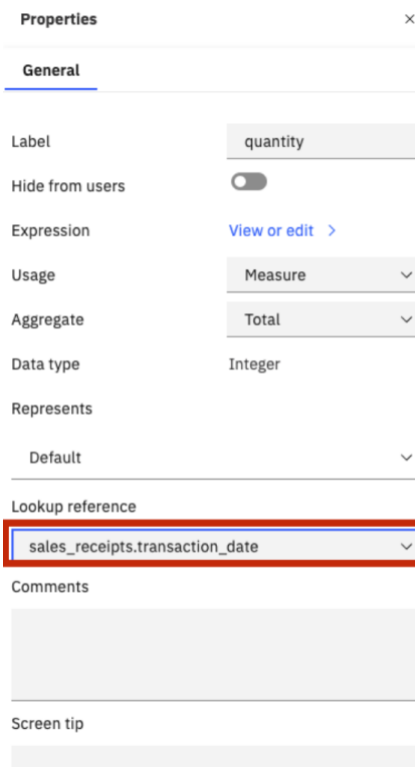 Properties
General
Label quantity
Hide from users
Expression View or edit
Usage Measure
Aggregate Total
Data type Integer
Represents
Default
Lookup reference
sales_receipts.transaction_date
Comments
Screen tip